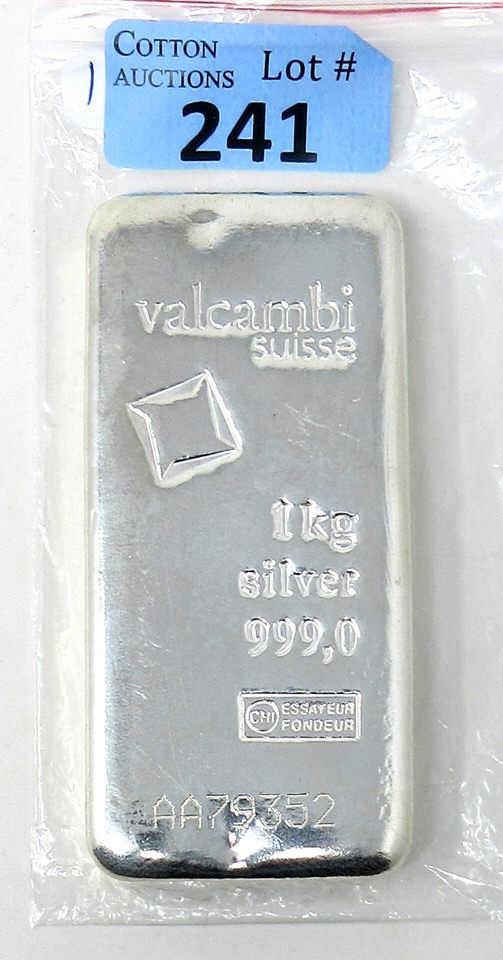 COTTON
AUCTIONS
Lot #
241
valcambi
suisse
1kg
silver
999,0
CHI ESSAYEUR
FONDEUR
AA79352